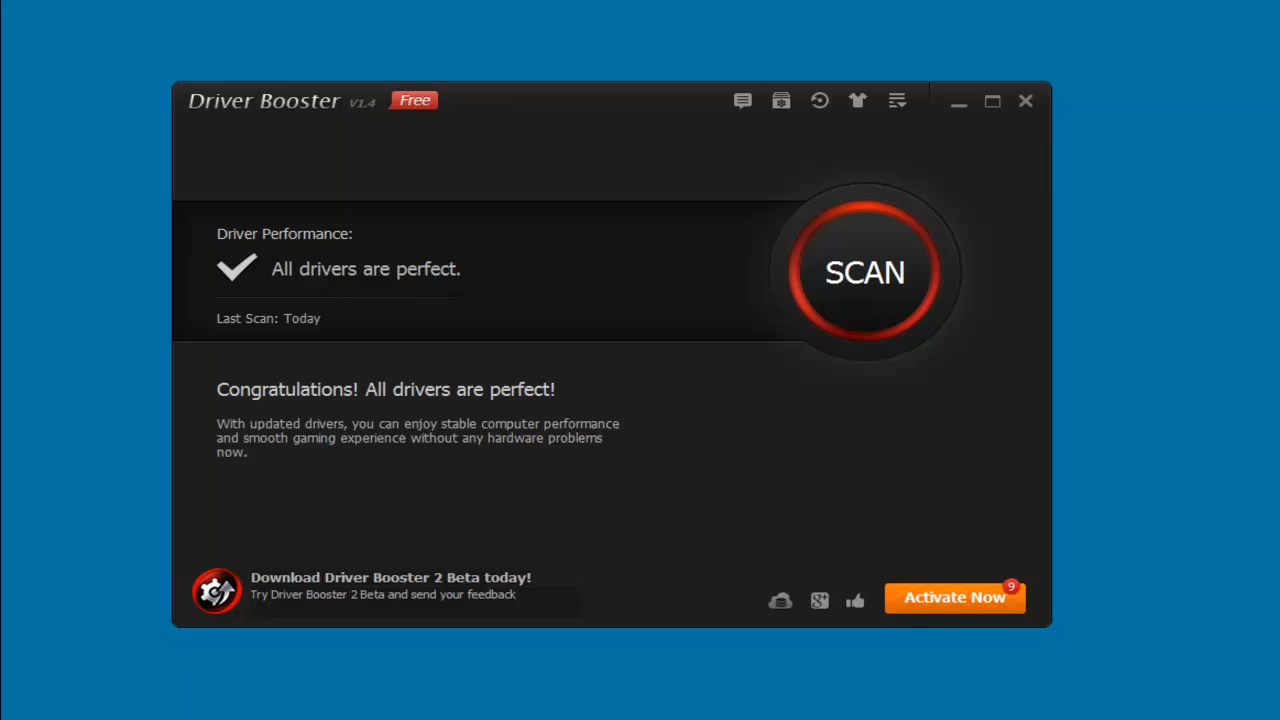 Driver Booster V1.4 Free
Driver Performance:
All drivers are perfect.
SCAN
Last Scan: Today
Congratulations! All drivers are perfect!
With updated drivers, you can enjoy stable computer performance
and smooth gaming experience without any hardware problems
now.
Download Driver Booster 2 Beta today!
Try Driver Booster 2 Beta and send your feedback
g+
Activate Now 9